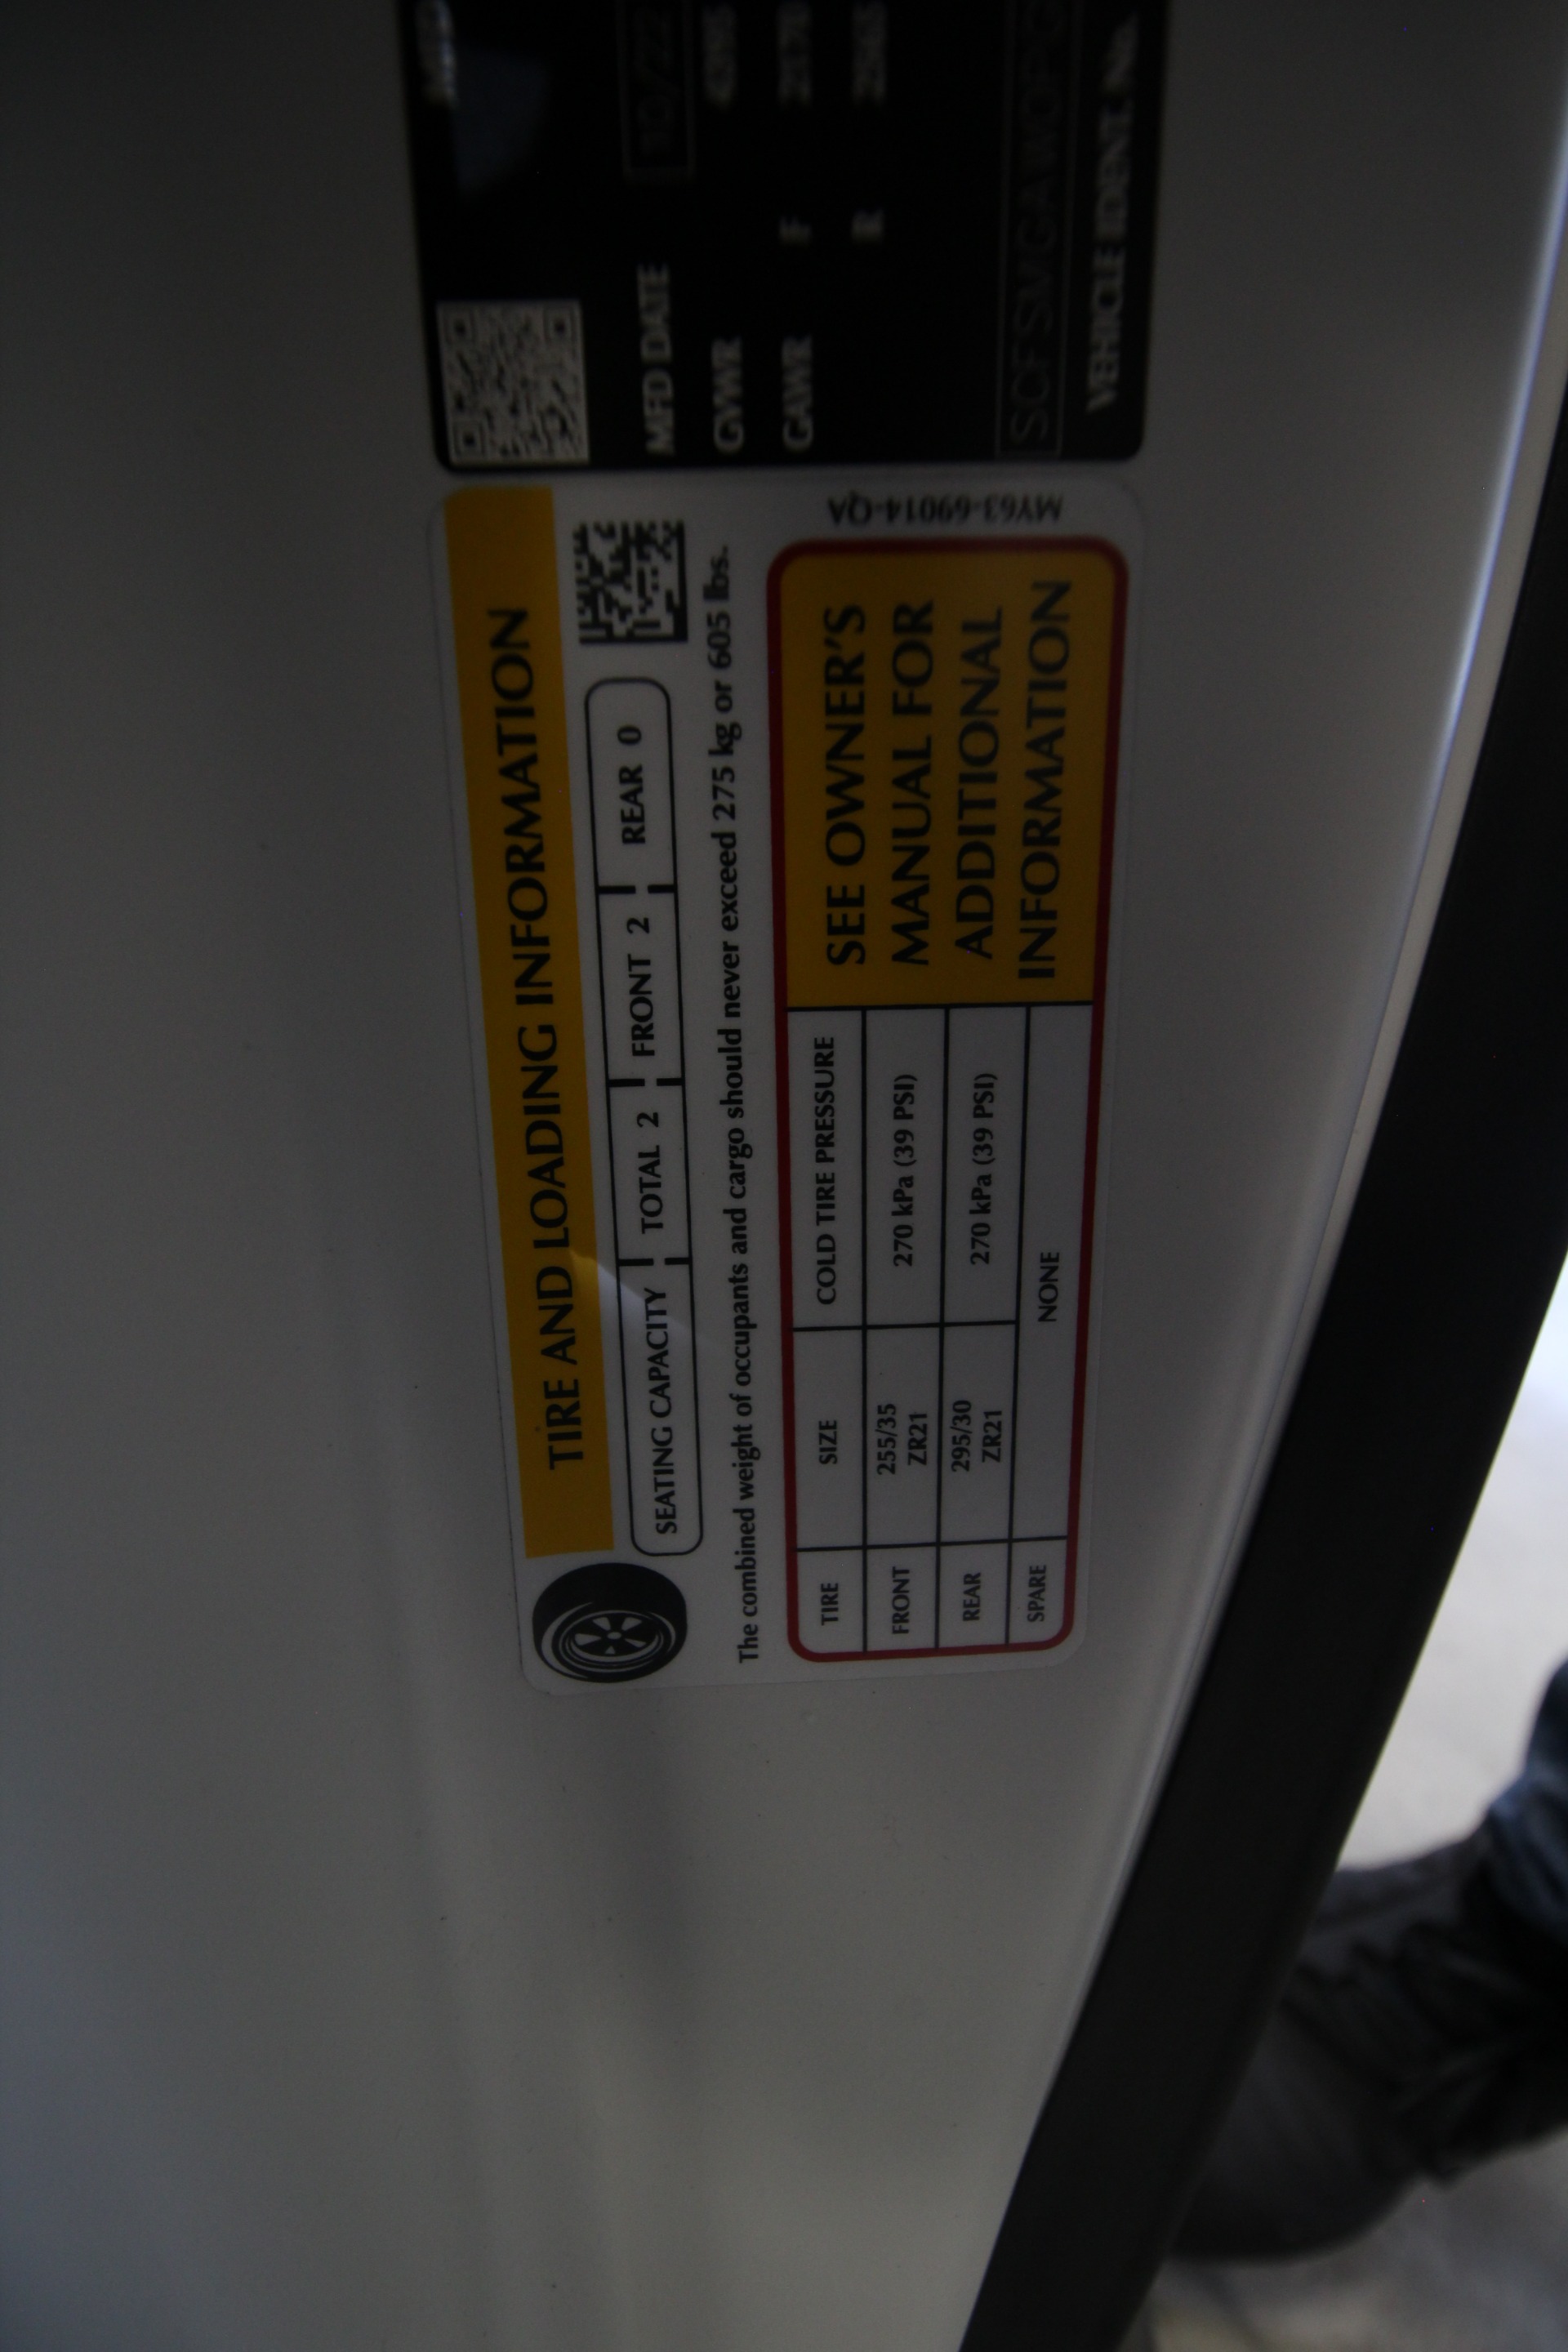 TIRE AND LOADING INFORMATION
SEATING CAPACITY TOTAL 2 FRONT 2 REAR 0
The combined weight of occupants and cargo should never exceed 275 kg or 605 lbs.
TIRE SIZE COLD TIRE PRESSURE
FRONT 255/35 ZR21 270 kPa (39 PSI)
REAR 295/30 ZR21 270 kPa (39 PSI)
SPARE NONE
SEE OWNER'S
MANUAL FOR
ADDITIONAL
INFORMATION
MY63-69014-QA
MFD DATE 10/22
GVWR
GAWR F
R
VEHICLE IDENT. No.